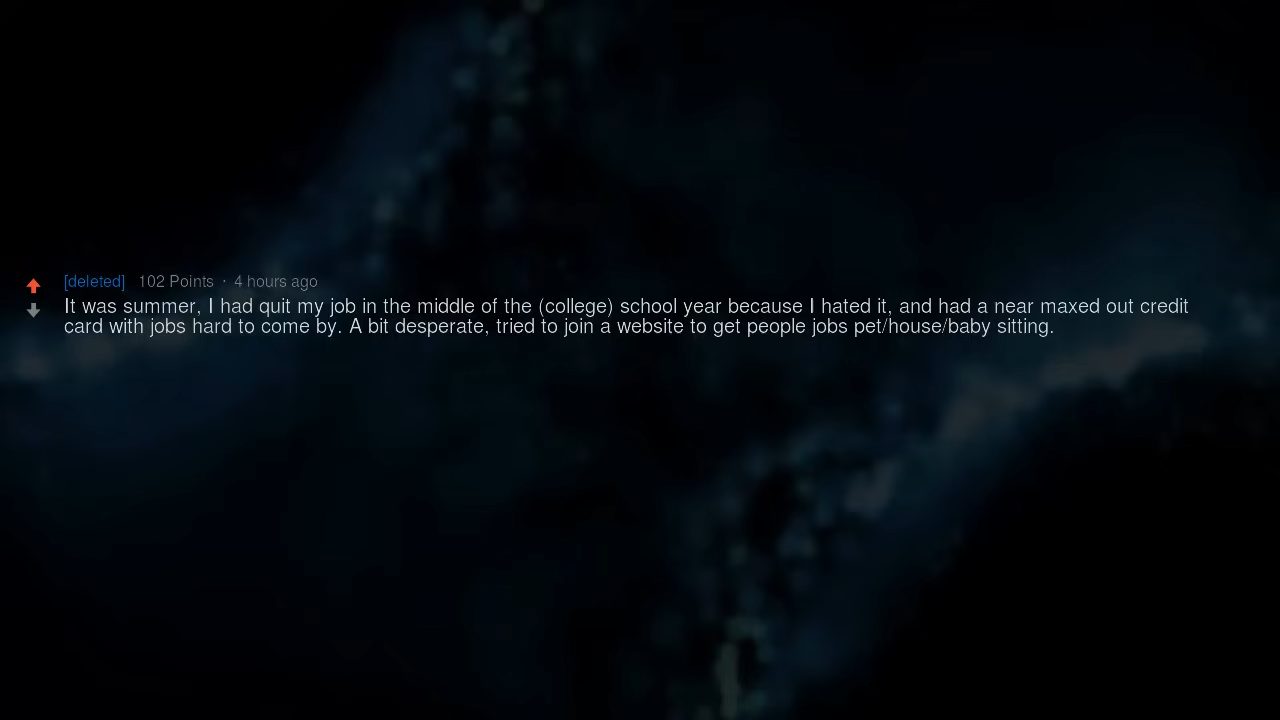 [deleted] 102 Points · 4 hours ago
It was summer, I had quit my job in the middle of the (college) school year because I hated it, and had a near maxed out credit
card with jobs hard to come by. A bit desperate, tried to join a website to get people jobs pet/house/baby sitting.